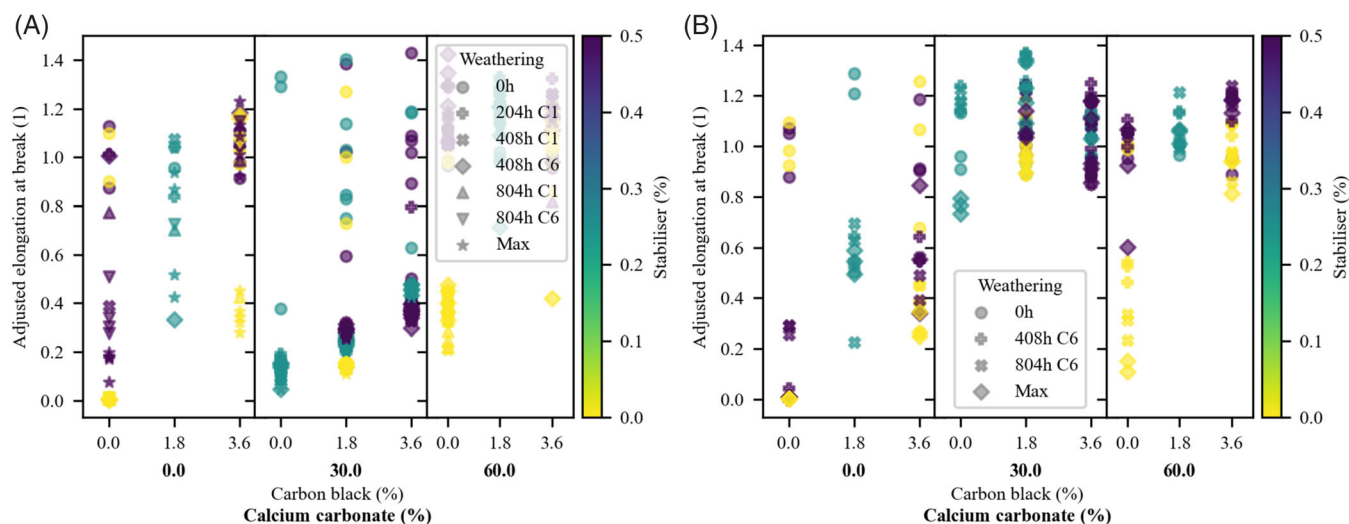 (A)
Adjusted elongation at break (1)
1.4
1.2
1.0
0.8
0.6
0.4
0.2
0.0
Weathering
0h
204h C1
408h C1
408h C6
804h C1
804h C6
Max
0.0 1.8 3.6 0.0 1.8 3.6 0.0 1.8 3.6
0.0 30.0 60.0
Carbon black (%)
Calcium carbonate (%)
0.5
0.4
0.3
0.2
0.1
0.0
Stabiliser (%)
(B)
Adjusted elongation at break (1)
1.4
1.2
1.0
0.8
0.6
0.4
0.2
0.0
Weathering
0h
408h C6
804h C6
Max
0.0 1.8 3.6 0.0 1.8 3.6 0.0 1.8 3.6
0.0 30.0 60.0
Carbon black (%)
Calcium carbonate (%)
0.5
0.4
0.3
0.2
0.1
0.0
Stabiliser (%)